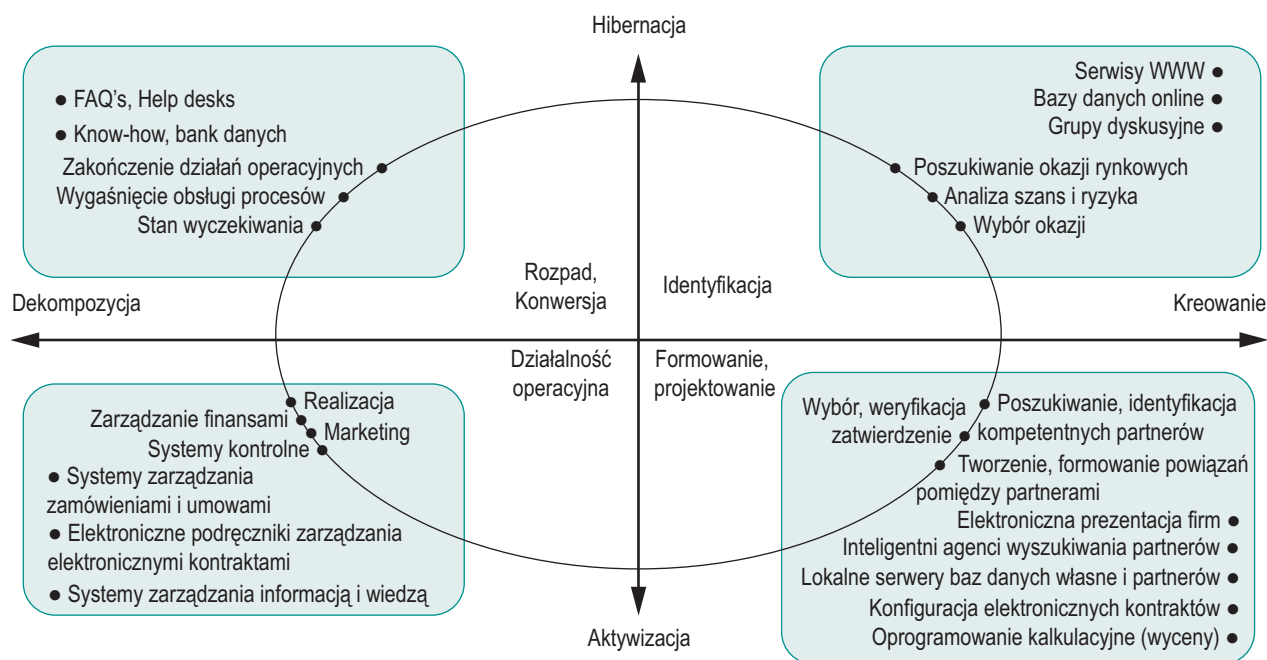 Hibernacja
● FAQ's, Help desks
● Know-how, bank danych
Zakończenie działań operacyjnych ●
Wygaśnięcie obsługi procesów ●
Stan wyczekiwania ●
Serwisy WWW ●
Bazy danych online ●
Grupy dyskusyjne ●
● Poszukiwanie okazji rynkowych
● Analiza szans i ryzyka
● Wybór okazji
Dekompozycja
Rozpad,
Konwersja
Identyfikacja
Kreowanie
Działalność
operacyjna
Formowanie,
projektowanie
● Realizacja
Zarządzanie finansami ●
● Marketing
Systemy kontrolne ●
● Systemy zarządzania
zamówieniami i umowami
● Elektroniczne podręczniki zarządzania
elektronicznymi kontraktami
● Systemy zarządzania informacją i wiedzą
Wybór, weryfikacja
zatwierdzenie ●
● Poszukiwanie, identyfikacja
kompetentnych partnerów
● Tworzenie, formowanie powiązań
pomiędzy partnerami
Elektroniczna prezentacja firm ●
Inteligentni agenci wyszukiwania partnerów ●
Lokalne serwery baz danych własne i partnerów ●
Konfiguracja elektronicznych kontraktów ●
Oprogramowanie kalkulacyjne (wyceny) ●
Aktywizacja